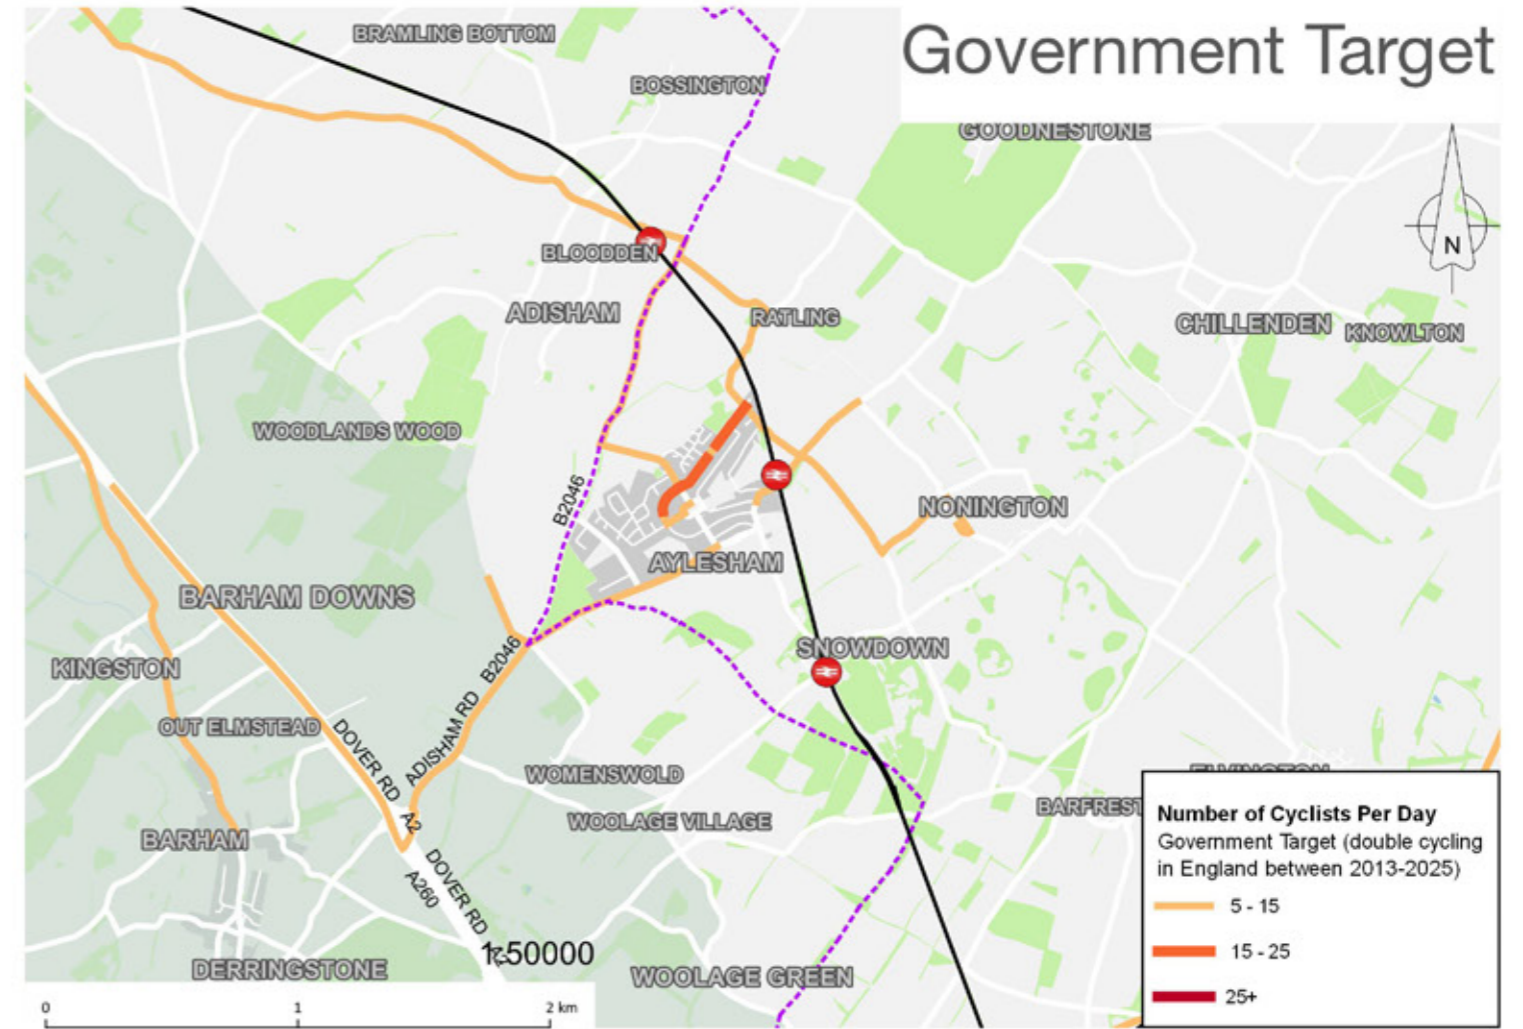 Government Target
BRAMLING BOTTOM
BOSSINGTON
GOODNESTONE
N
BLOODDEN
ADISHAM
RATLING
CHILLENDEN
KNOWLTON
WOODLANDS WOOD
B2046
NONINGTON
AYLESHAM
BARHAM DOWNS
SNOWDOWN
KINGSTON
B2046
ADISHAM RD
OUT ELMSTEAD
DOVER RD
A2
WOMENSWOLD
WOOLAGE VILLAGE
BARHAM
DOVER RD
A260
1:50000
DERRINGSTONE
WOOLAGE GREEN
0 1 2 km
Number of Cyclists Per Day
Government Target (double cycling
in England between 2013-2025)
5 - 15
15 - 25
25+